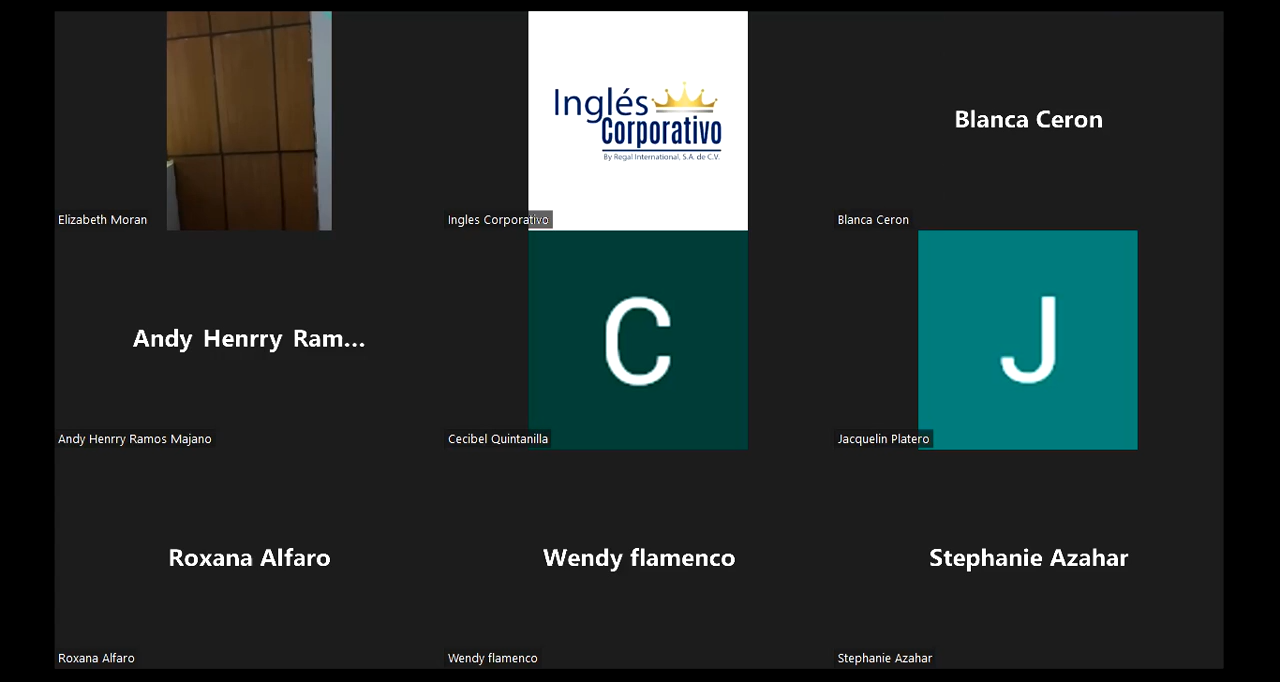 Inglés
Corporativo
By Regal International, S.A. de C.V.
Blanca Ceron
Elizabeth Moran
Ingles Corporativo
Blanca Ceron
Andy Henrry Ram...
C
J
Andy Henrry Ramos Majano
Cecibel Quintanilla
Jacquelin Platero
Roxana Alfaro
Wendy flamenco
Stephanie Azahar
Roxana Alfaro
Wendy flamenco
Stephanie Azahar